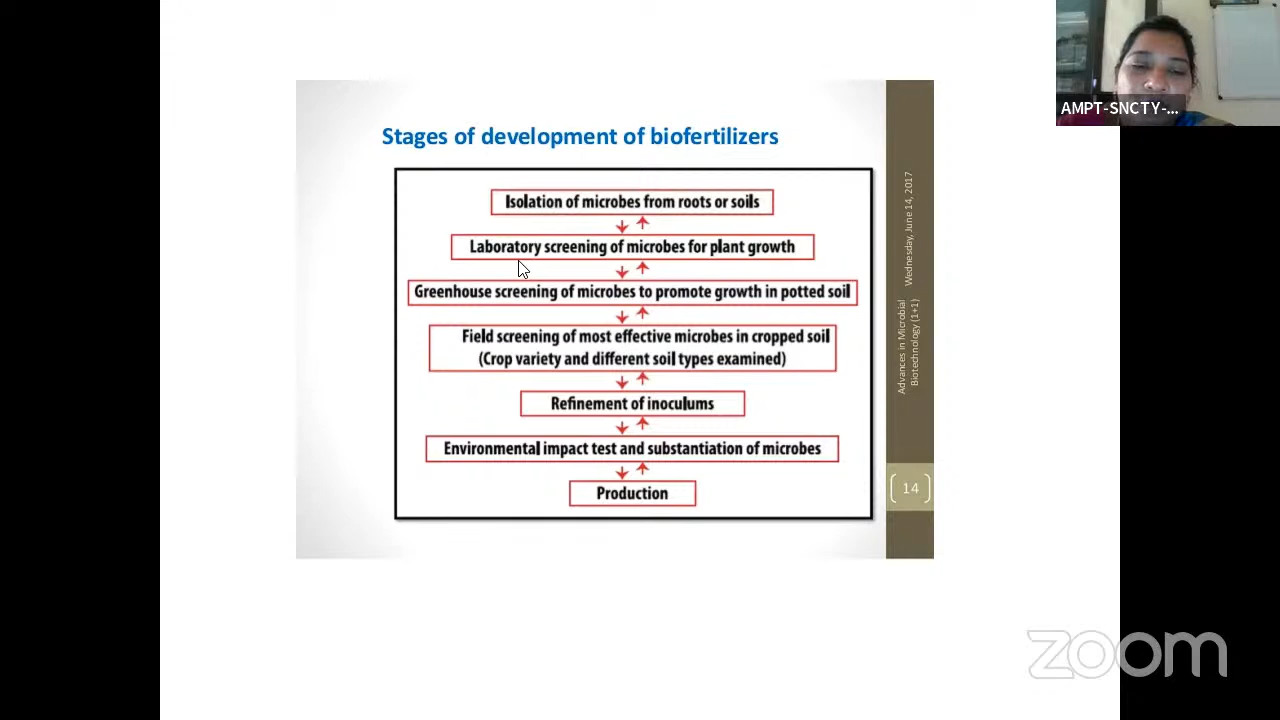 AMPT-SNCTY-...
Stages of development of biofertilizers
Isolation of microbes from roots or soils
Laboratory screening of microbes for plant growth
Greenhouse screening of microbes to promote growth in potted soil
Field screening of most effective microbes in cropped soil
(Crop variety and different soil types examined)
Refinement of inoculums
Environmental impact test and substantiation of microbes
Production
Wednesday, June 14, 2017
Advances in Microbial
Biotechnology (1+1)
14
zoom